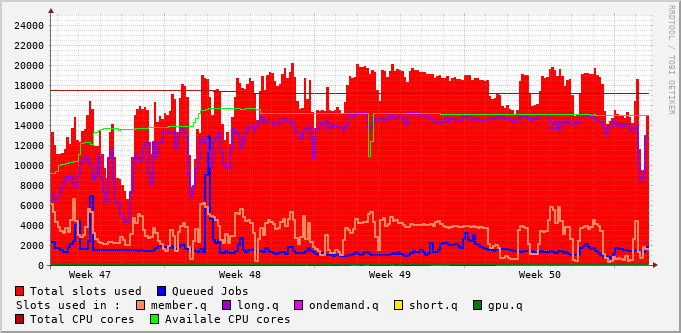 24000
22000
20000
18000
16000
14000
12000
10000
8000
6000
4000
2000
0
Week 47 Week 48 Week 49 Week 50
RRDTOOL / TOBI OETIKER
Total slots used Queued Jobs
Slots used in : member.q long.q ondemand.q short.q gpu.q
Total CPU cores Availale CPU cores